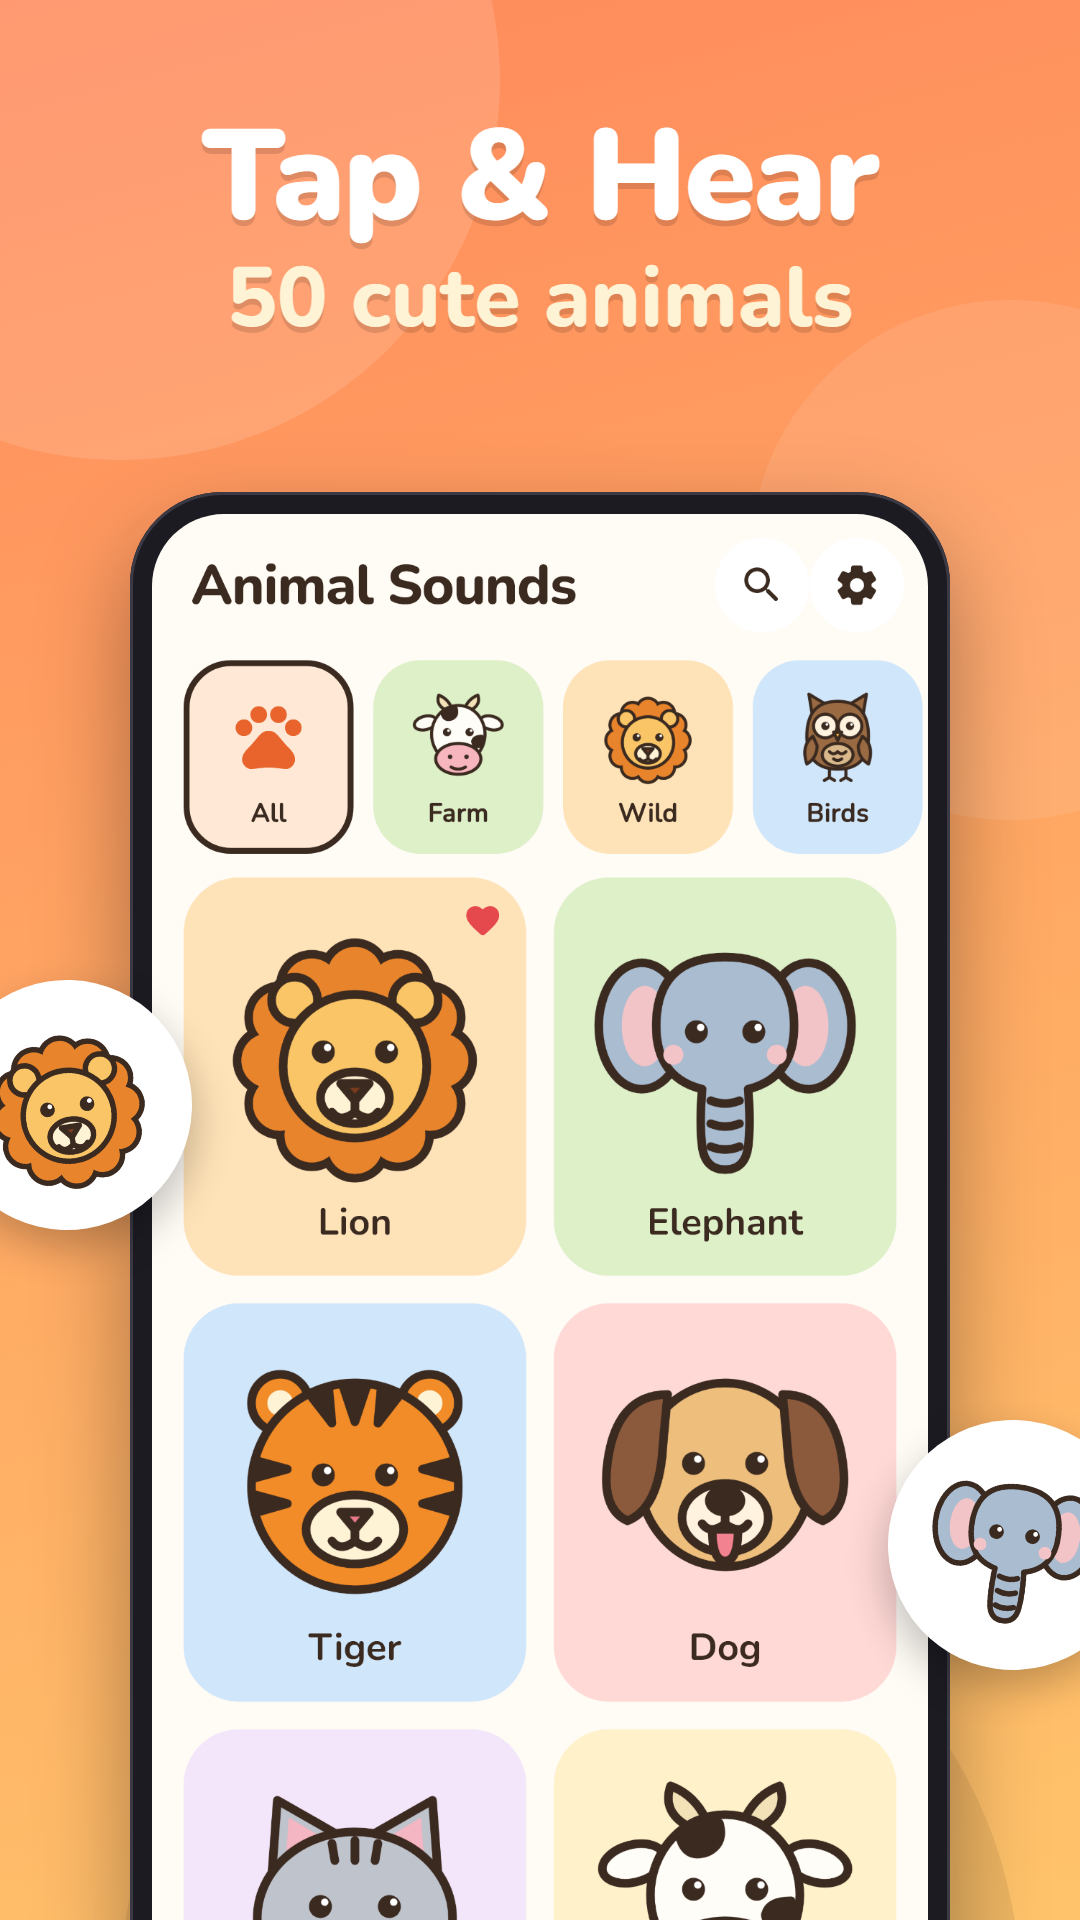 Tap & Hear
50 cute animals
Animal Sounds
All
Farm
Wild
Birds
Lion
Elephant
Tiger
Dog